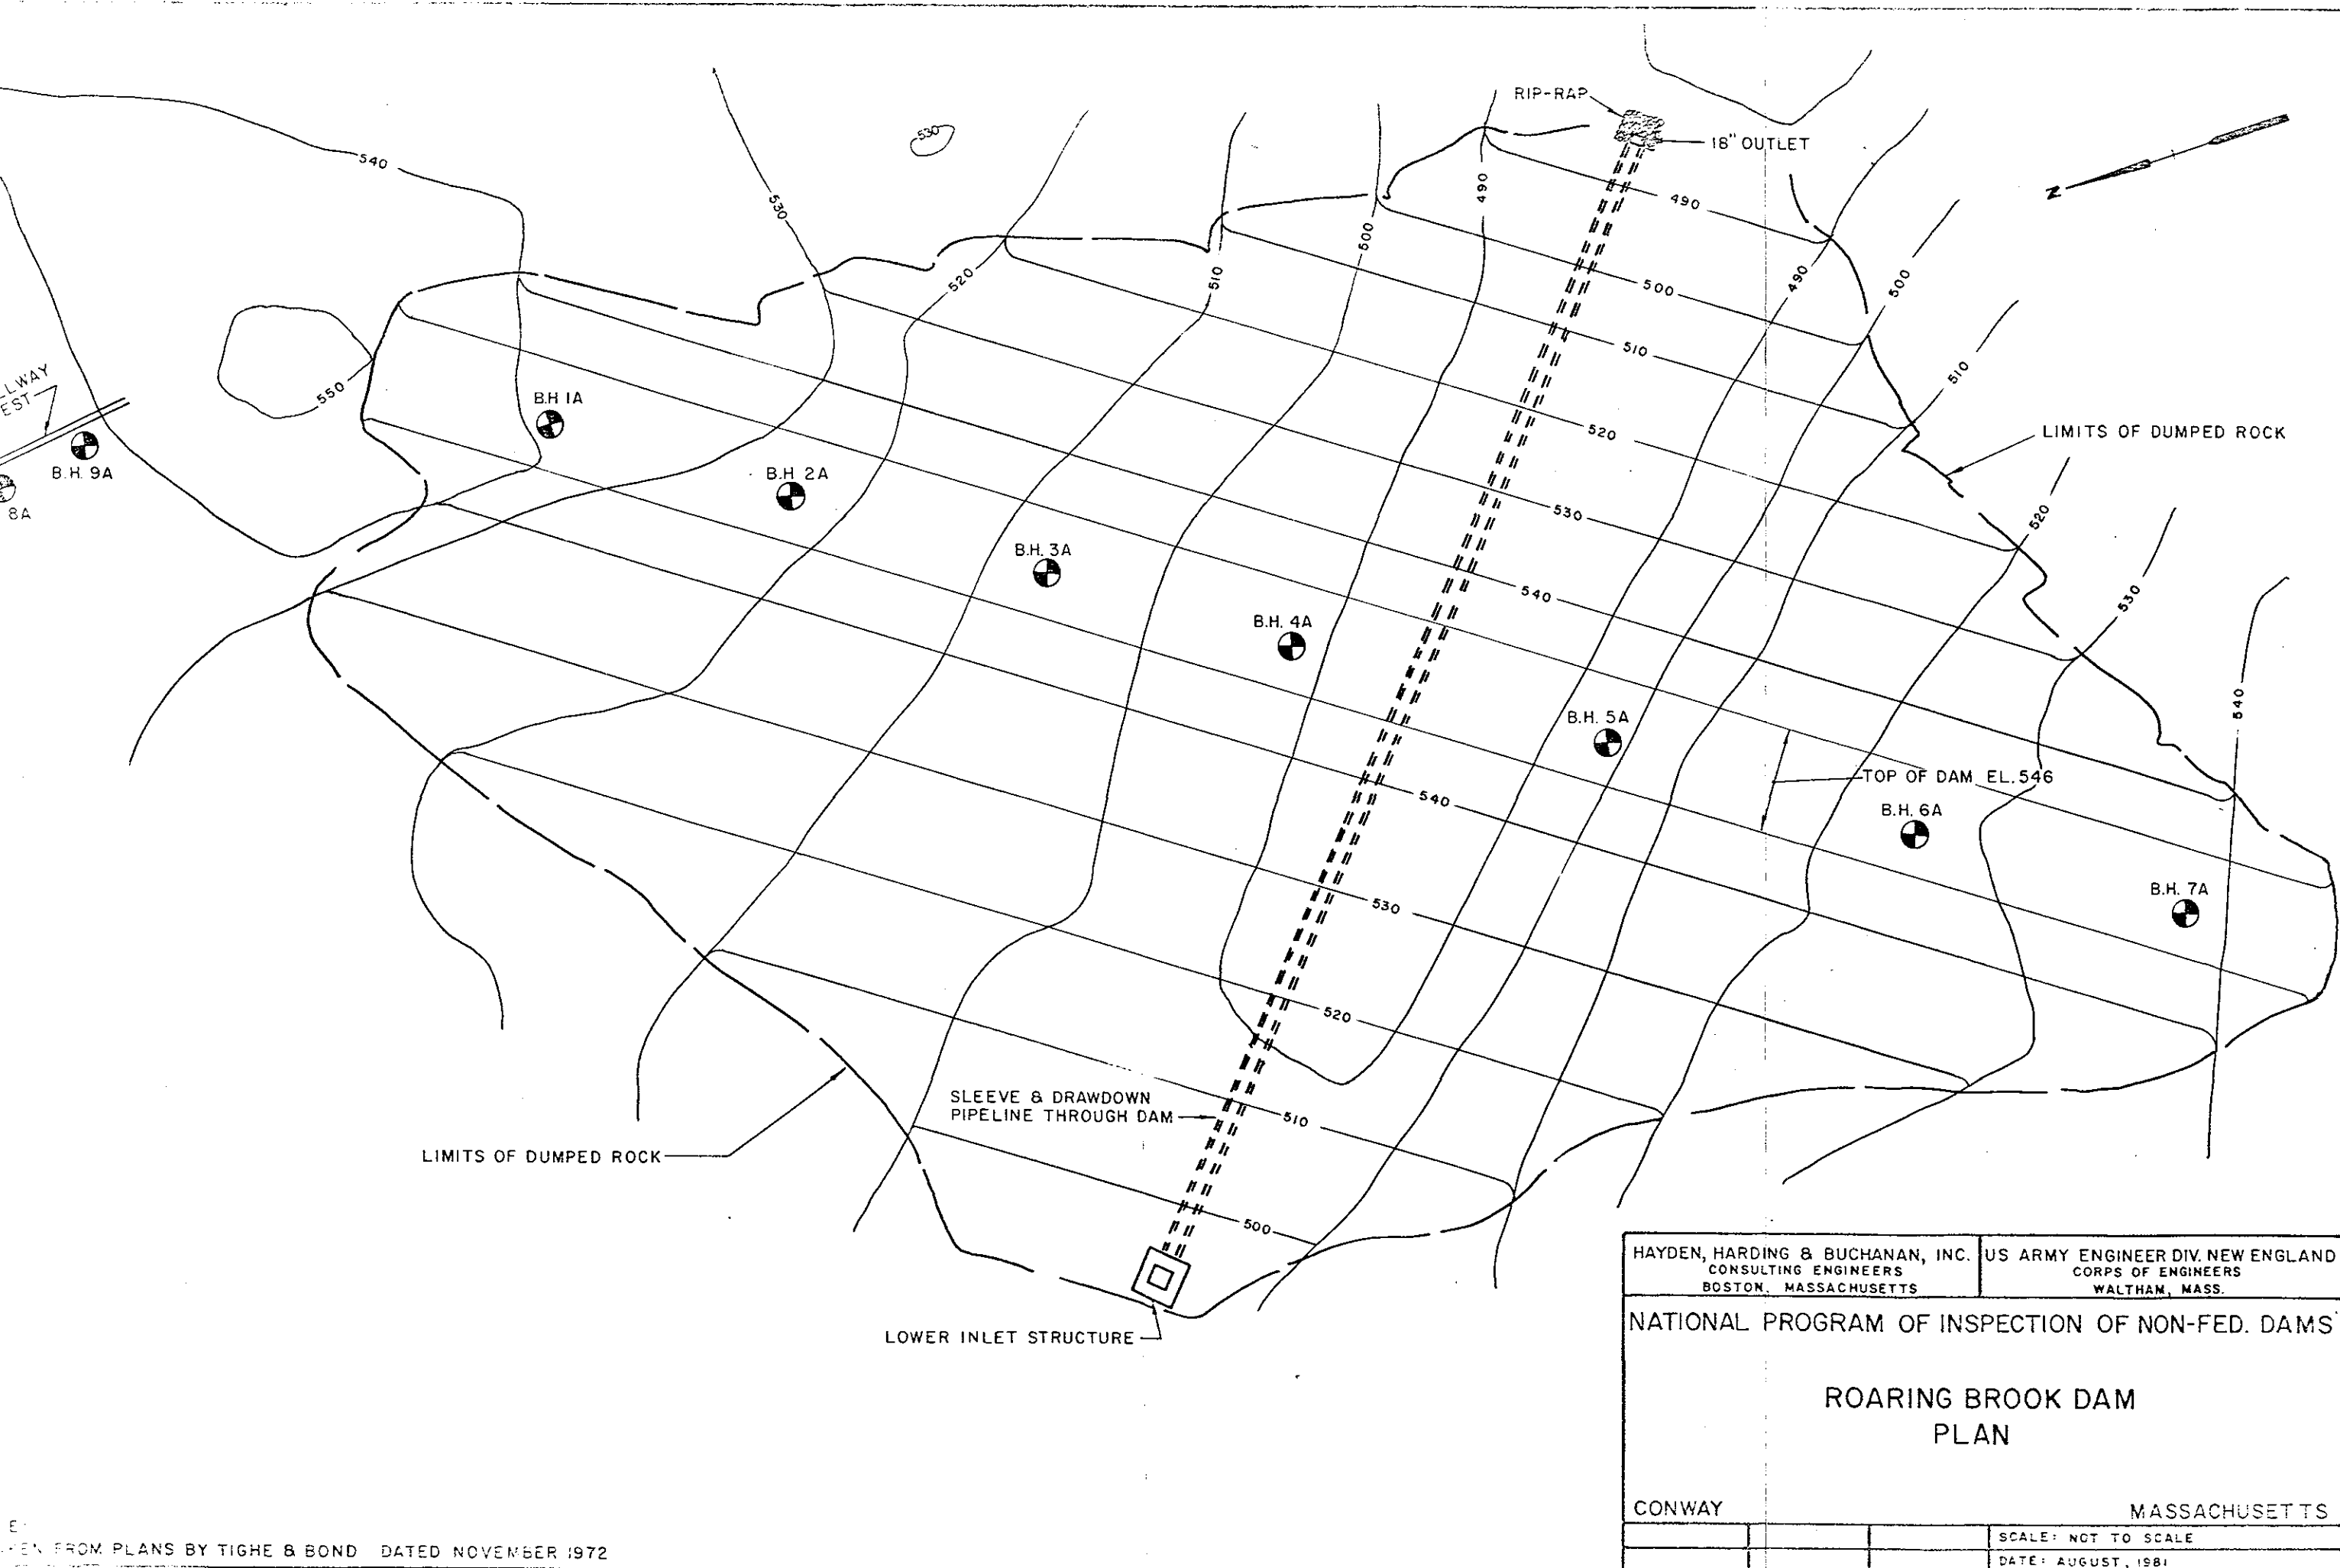 RIP-RAP
18" OUTLET
N
540
530
530
520
510
500
490
490
490
500
500
510
510
520
520
530
530
540
540
540
530
520
510
500
550
LIMITS OF DUMPED ROCK
B.H. 9A
8A
B.H 1A
B.H. 2A
B.H. 3A
B.H. 4A
B.H. 5A
B.H. 6A
B.H. 7A
TOP OF DAM EL. 546
SLEEVE & DRAWDOWN
PIPELINE THROUGH DAM
LIMITS OF DUMPED ROCK
LOWER INLET STRUCTURE
HAYDEN, HARDING & BUCHANAN, INC.
CONSULTING ENGINEERS
BOSTON, MASSACHUSETTS
US ARMY ENGINEER DIV. NEW ENGLAND
CORPS OF ENGINEERS
WALTHAM, MASS.
NATIONAL PROGRAM OF INSPECTION OF NON-FED. DAMS
ROARING BROOK DAM
PLAN
CONWAY
MASSACHUSETTS
SCALE: NOT TO SCALE
DATE: AUGUST, 1981
FROM PLANS BY TIGHE & BOND DATED NOVEMBER 1972